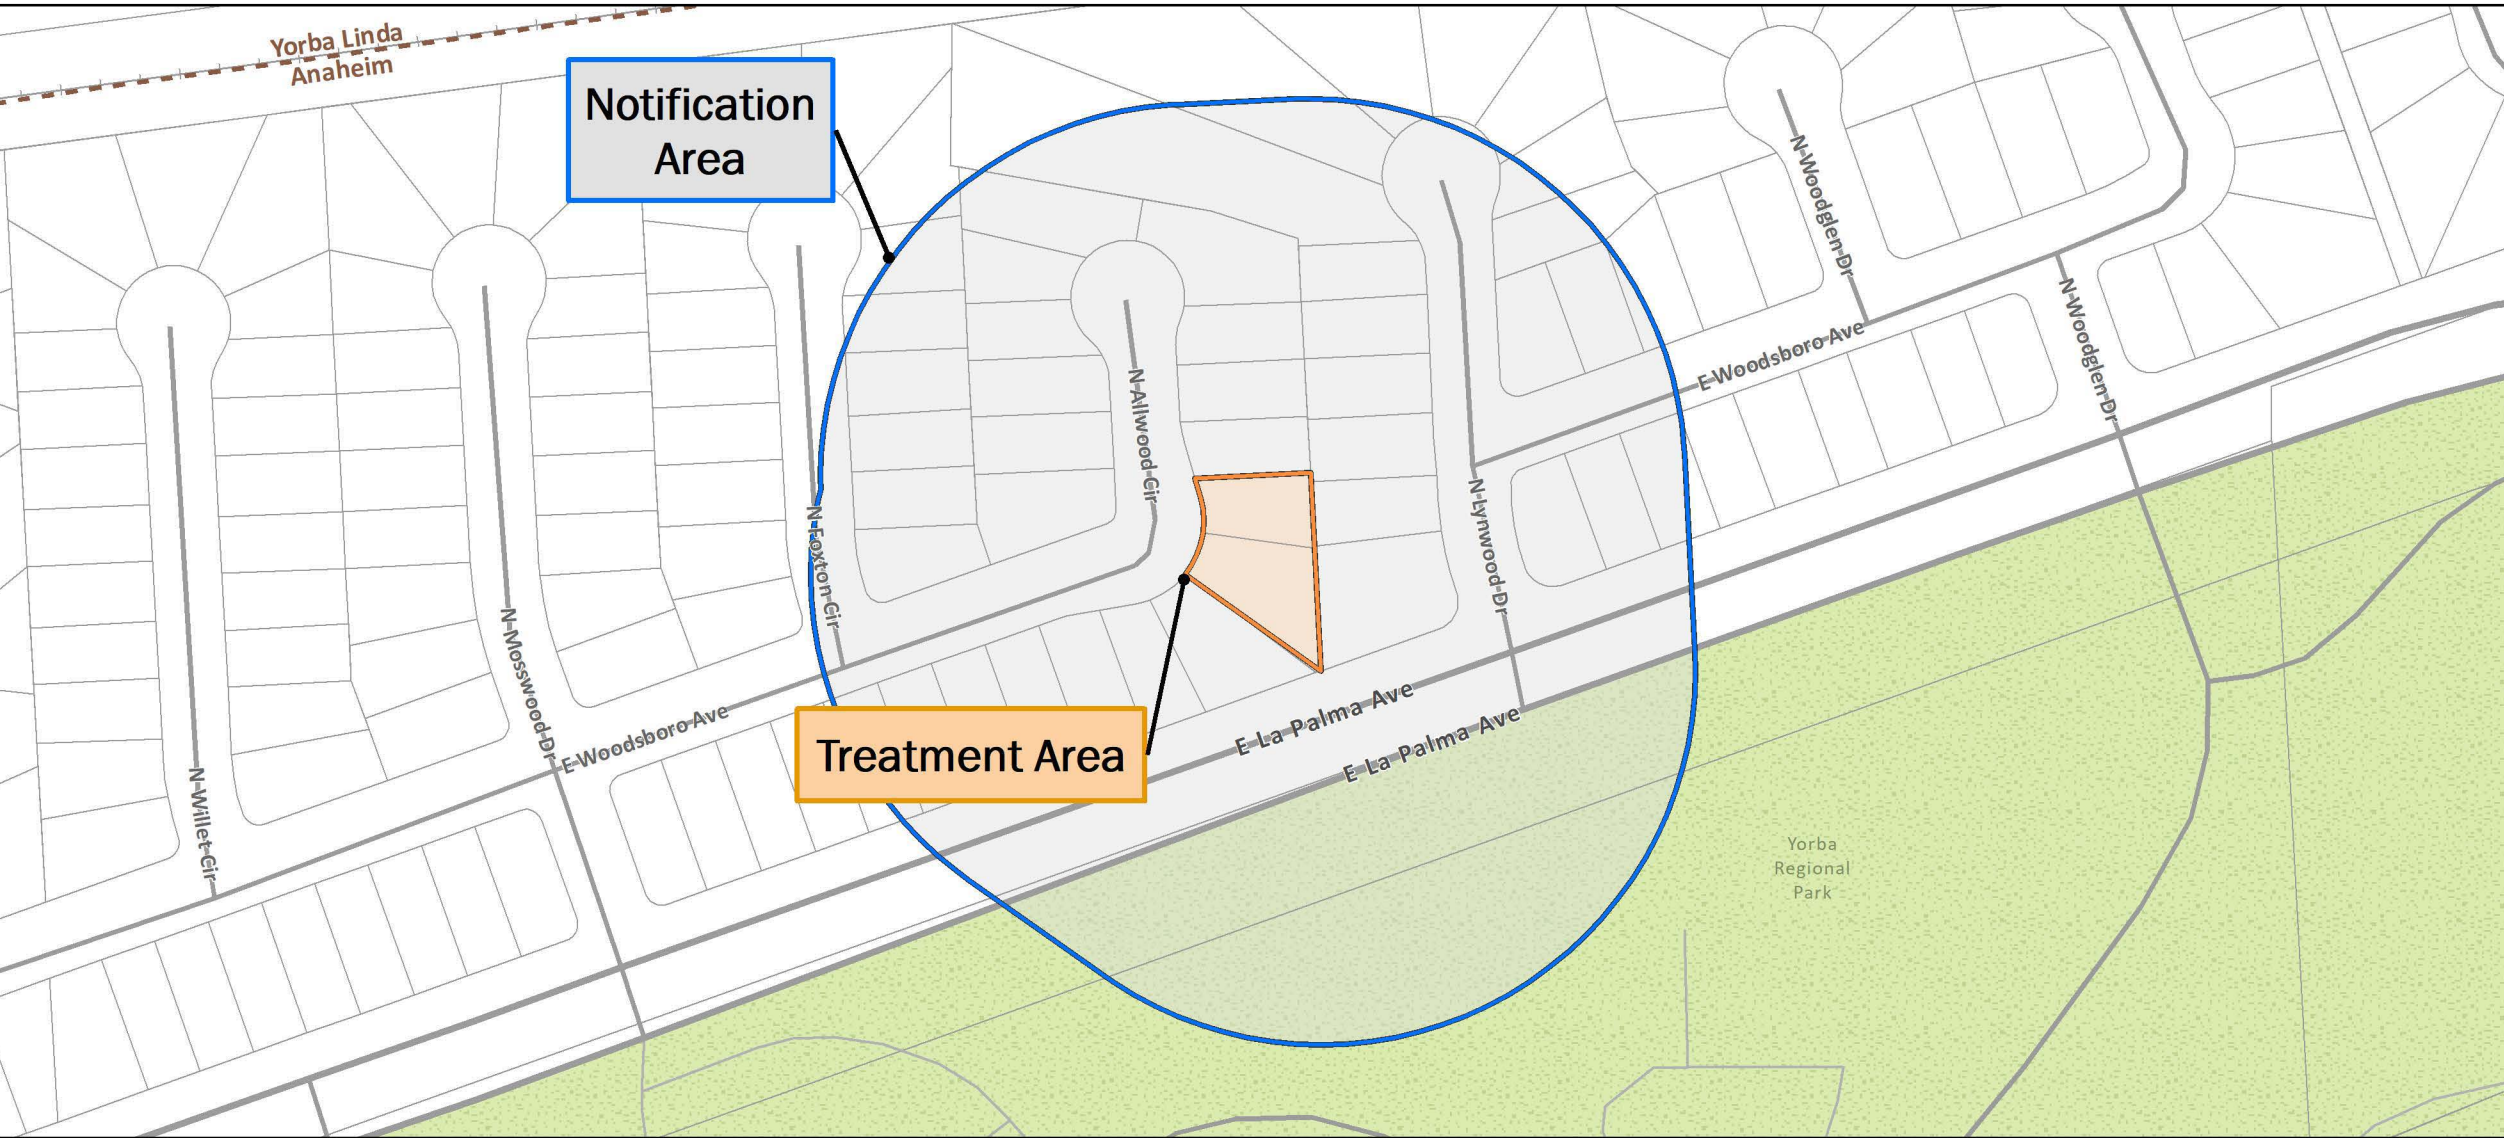 Yorba Linda
Anaheim
Notification
Area
N Woodglen Dr
N Woodglen Dr
E Woodsboro Ave
N Allwood Cir
N Lynwood Dr
N Foxton Cir
N Mosswood Dr
E Woodsboro Ave
N Willet Cir
E La Palma Ave
E La Palma Ave
Treatment Area
Yorba
Regional
Park